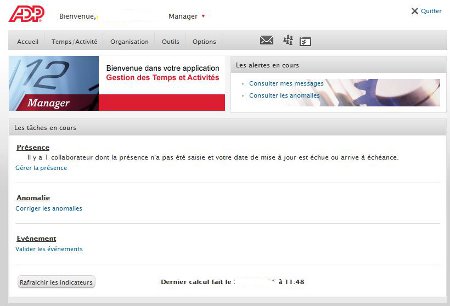 ADP
Bienvenue,
Manager
Quitter
Accueil Temps/Activité Organisation Outils Options
12
Manager
Bienvenue dans votre application
Gestion des Temps et Activités
Les alertes en cours
Consulter mes messages
Consulter les anomalies
Les tâches en cours
Présence
Il y a 1 collaborateur dont la présence n'a pas été saisie et votre date de mise à jour est échue ou arrive à échéance.
Gérer la présence
Anomalie
Corriger les anomalies
Evénement
Valider les événements
Rafraîchir les indicateurs
Dernier calcul fait le : à 11:48